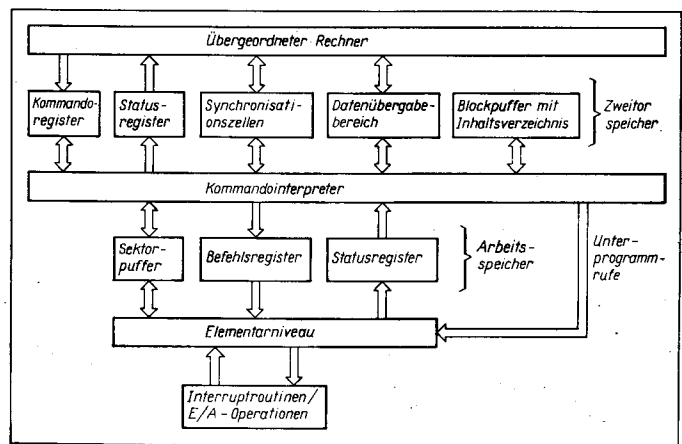 Übergeordneter Rechner
Kommando-
register
Status-
register
Synchronisati-
onszellen
Datenübergabe-
bereich
Blockpuffer mit
Inhaltsverzeichnis
Zweitor
speicher
Kommandointerpreter
Sektor-
puffer
Befehlsregister
Statusregister
Arbeits-
speicher
Unter-
programm-
rufe
Elementarniveau
Interruptroutinen/
E/A-Operationen